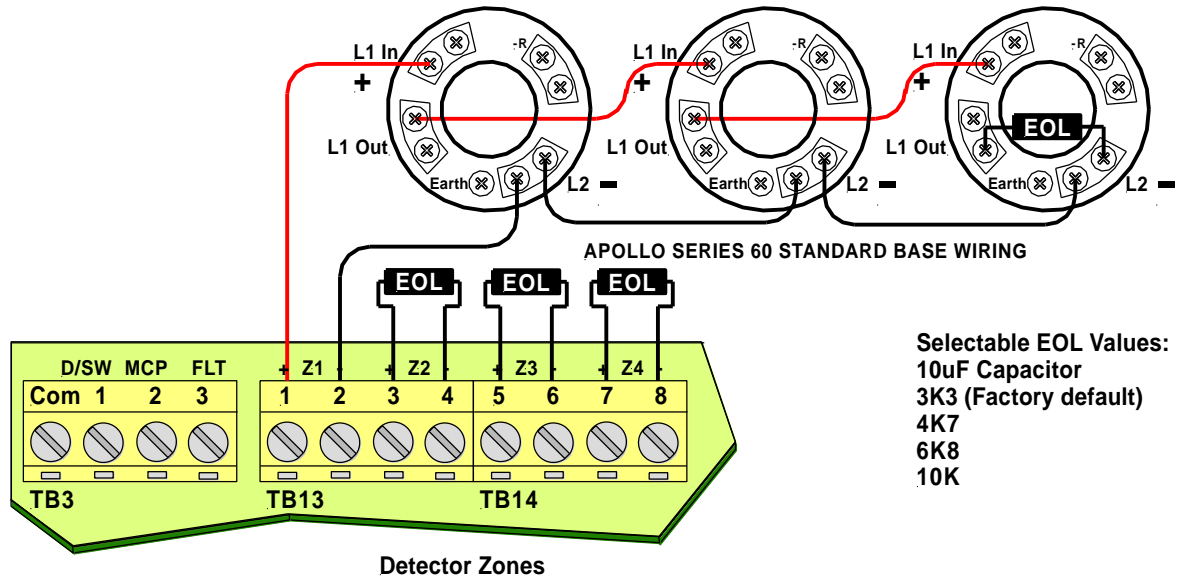 L1 In -R L1 In -R L1 In -R
+ + +
EOL
L1 Out L1 Out L1 Out
Earth L2 - Earth L2 - Earth L2 -
APOLLO SERIES 60 STANDARD BASE WIRING
EOL EOL EOL
Selectable EOL Values:
10uF Capacitor
3K3 (Factory default)
4K7
6K8
10K
D/SW MCP FLT + Z1 - + Z2 - + Z3 - + Z4 -
Com 1 2 3 1 2 3 4 5 6 7 8
TB3 TB13 TB14
Detector Zones